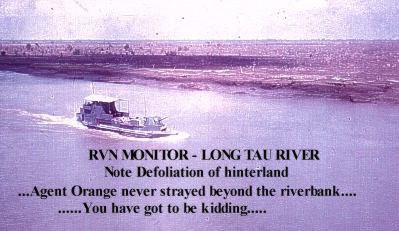 RVN MONITOR - LONG TAU RIVER
Note Defoliation of hinterland
...Agent Orange never strayed beyond the riverbank....
......You have got to be kidding.....